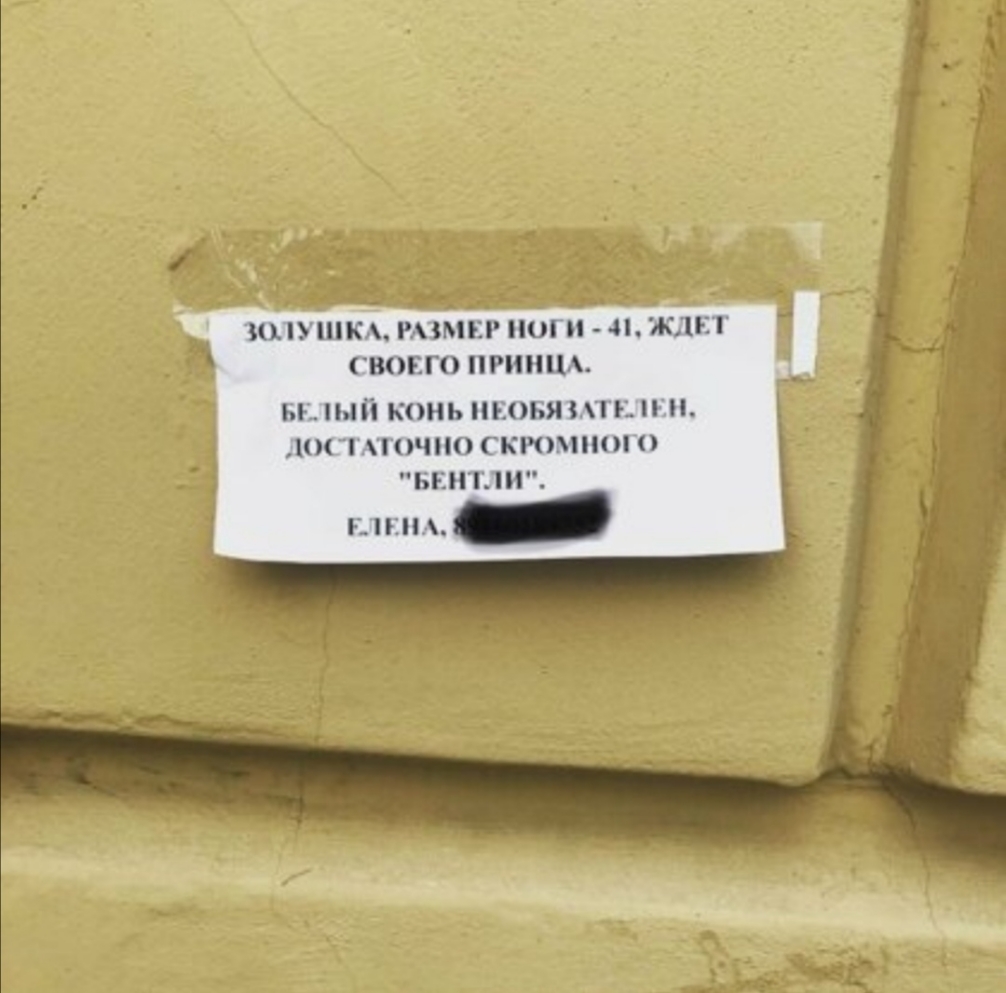 ЗОЛУШКА, РАЗМЕР НОГИ - 41, ЖДЕТ
СВОЕГО ПРИНЦА.
БЕЛЫЙ КОНЬ НЕОБЯЗАТЕЛЕН,
ДОСТАТОЧНО СКРОМНОГО
"БЕНТЛИ".
ЕЛЕНА,